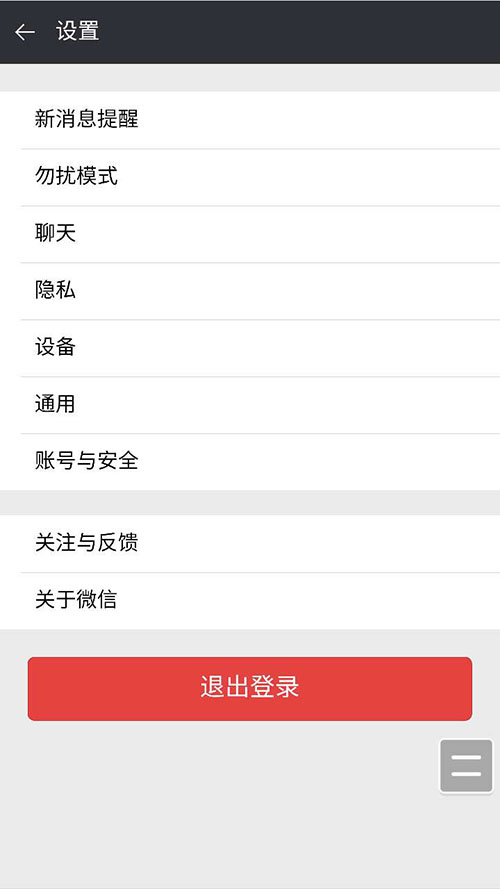 设置
新消息提醒
勿扰模式
聊天
隐私
设备
通用
账号与安全
关注与反馈
关于微信
退出登录